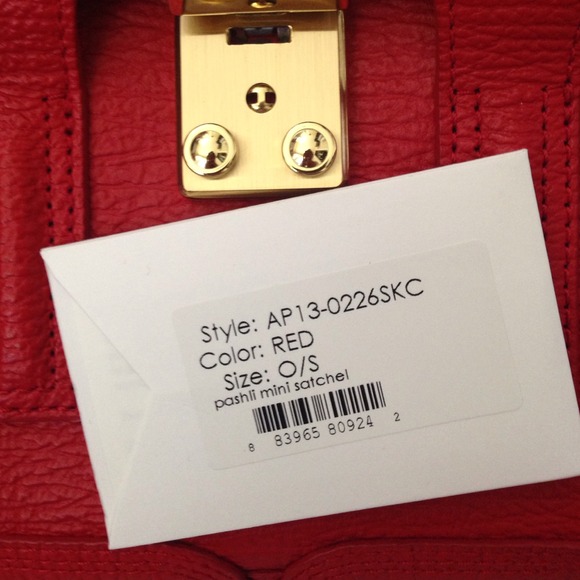 Style: AP13-0226SKC
Color: RED
Size: O/S
pashli mini satchel
8 83965 80924 2